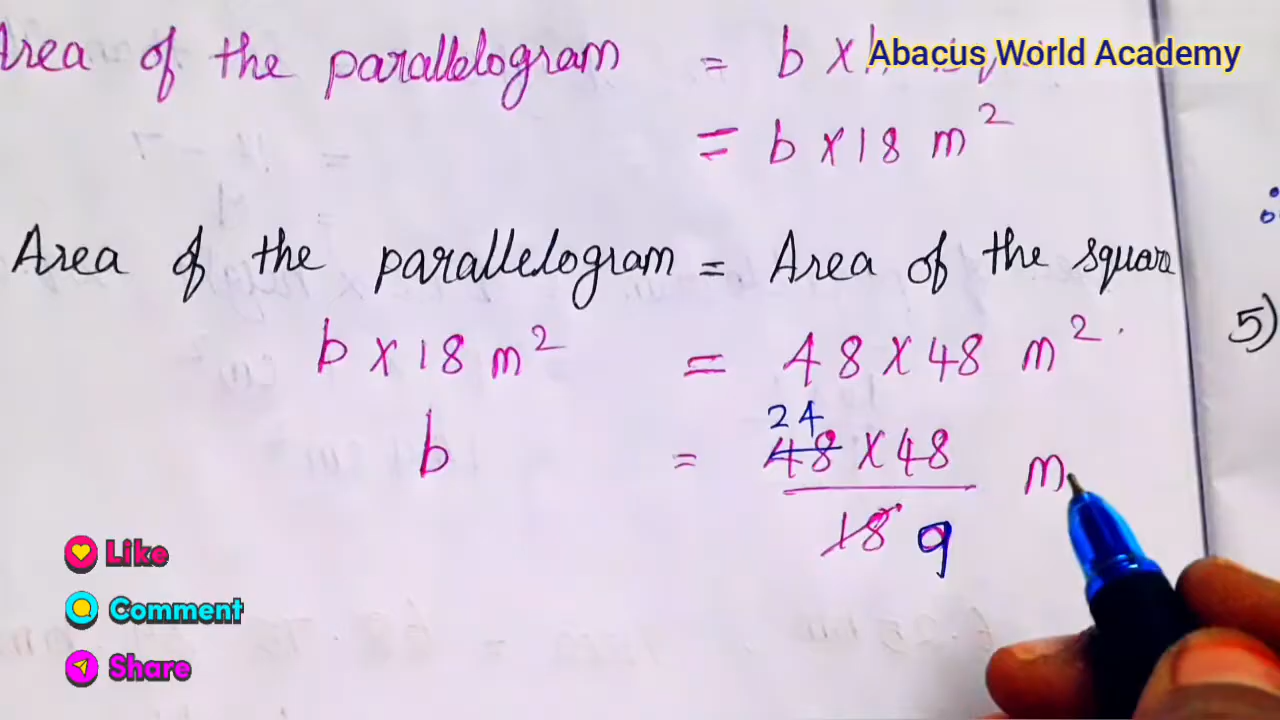 Area of the parallelogram = b x
Abacus World Academy
= b x 18 m²
Area of the parallelogram = Area of the square
b x 18 m² = 48 x 48 m²
5)
24
b = 48 x 48 m
18 9
Like
Comment
Share